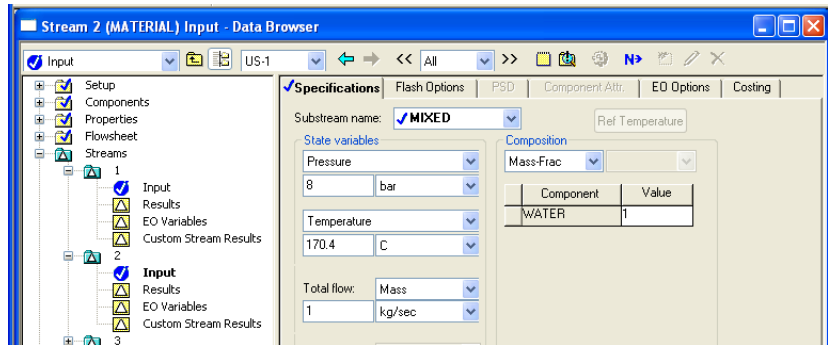 Stream 2 (MATERIAL) Input - Data Browser
Input US-1 << All >> N>
Setup
Components
Properties
Flowsheet
Streams
1
Input
Results
EO Variables
Custom Stream Results
2
Input
Results
EO Variables
Custom Stream Results
3
Specifications Flash Options PSD Component Attr. EO Options Costing
Substream name: MIXED Ref Temperature
State variables
Pressure
8 bar
Temperature
170.4 C
Total flow: Mass
1 kg/sec
Composition
Mass-Frac
Component Value
WATER 1